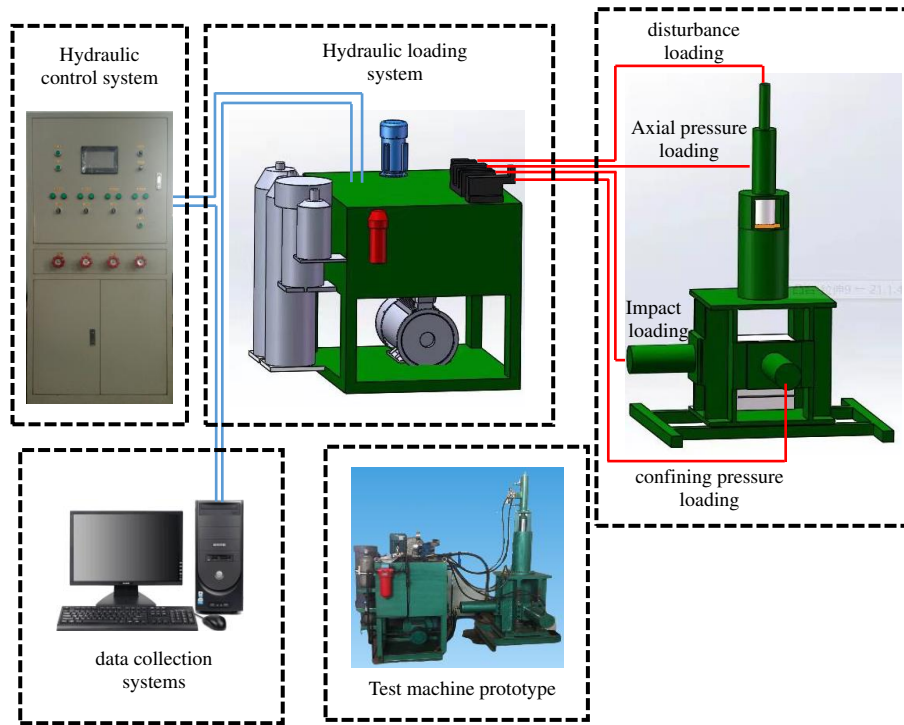 Hydraulic
control system
Hydraulic loading
system
disturbance
loading
Axial pressure
loading
Impact
loading
confining pressure
loading
data collection
systems
Test machine prototype